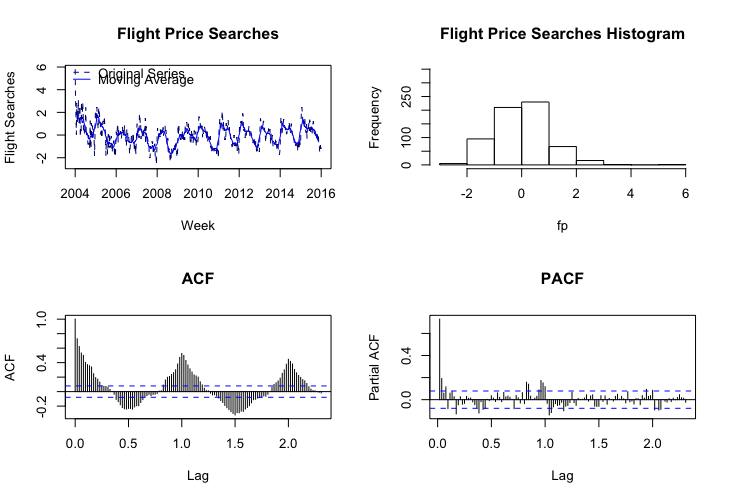 Flight Price Searches
Flight Searches
6
4
2
0
-2
Original Series
Moving Average
2004 2006 2008 2010 2012 2014 2016
Week
Flight Price Searches Histogram
Frequency
250
100
0
-2 0 2 4 6
fp
ACF
ACF
1.0
0.4
-0.2
0.0 0.5 1.0 1.5 2.0
Lag
PACF
Partial ACF
0.4
0.0
0.0 0.5 1.0 1.5 2.0
Lag